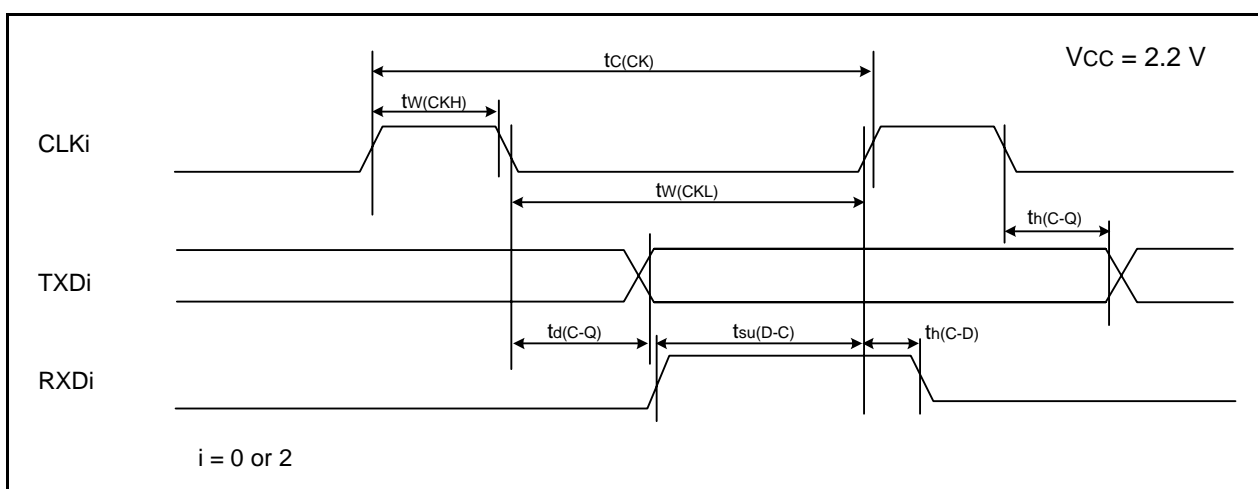 tC(CK)
VCC = 2.2 V
tW(CKH)
CLKi
tW(CKL)
th(C-Q)
TXDi
td(C-Q)
tsu(D-C)
th(C-D)
RXDi
i = 0 or 2